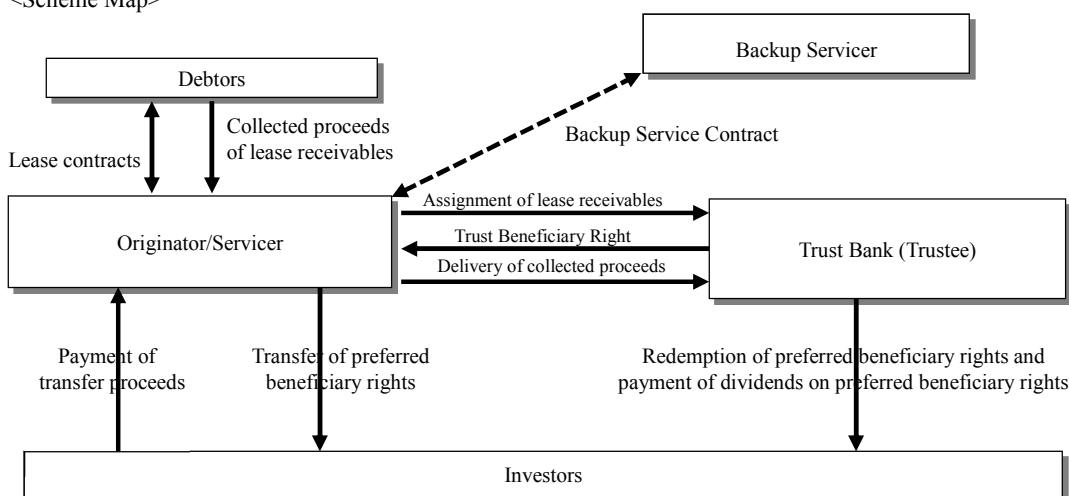 <Scheme Map>
Backup Servicer
Debtors
Collected proceeds
of lease receivables
Backup Service Contract
Lease contracts
Assignment of lease receivables
Originator/Servicer
Trust Beneficiary Right
Trust Bank (Trustee)
Delivery of collected proceeds
Payment of
transfer proceeds
Transfer of preferred
beneficiary rights
Redemption of preferred beneficiary rights and
payment of dividends on preferred beneficiary rights
Investors